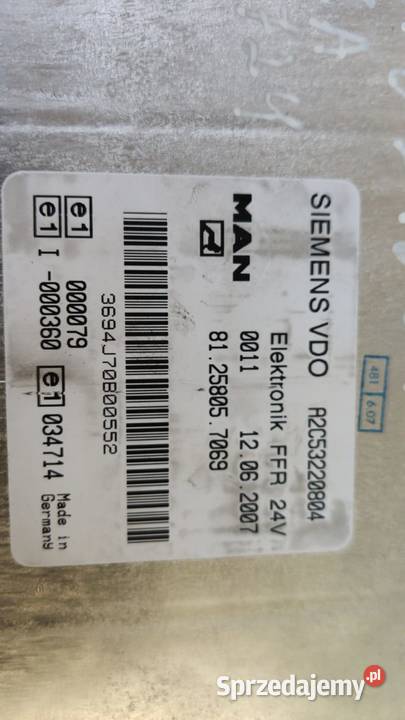 SIEMENS VDO A2C53220804
Elektronik FFR 24V
MAN 0011 12.06.2007
81.25805.7069
3694J70B00552
e1 000079
e1 I -000360 e1 034714
Made in
Germany
481 6.07
Sprzedajemy.pl